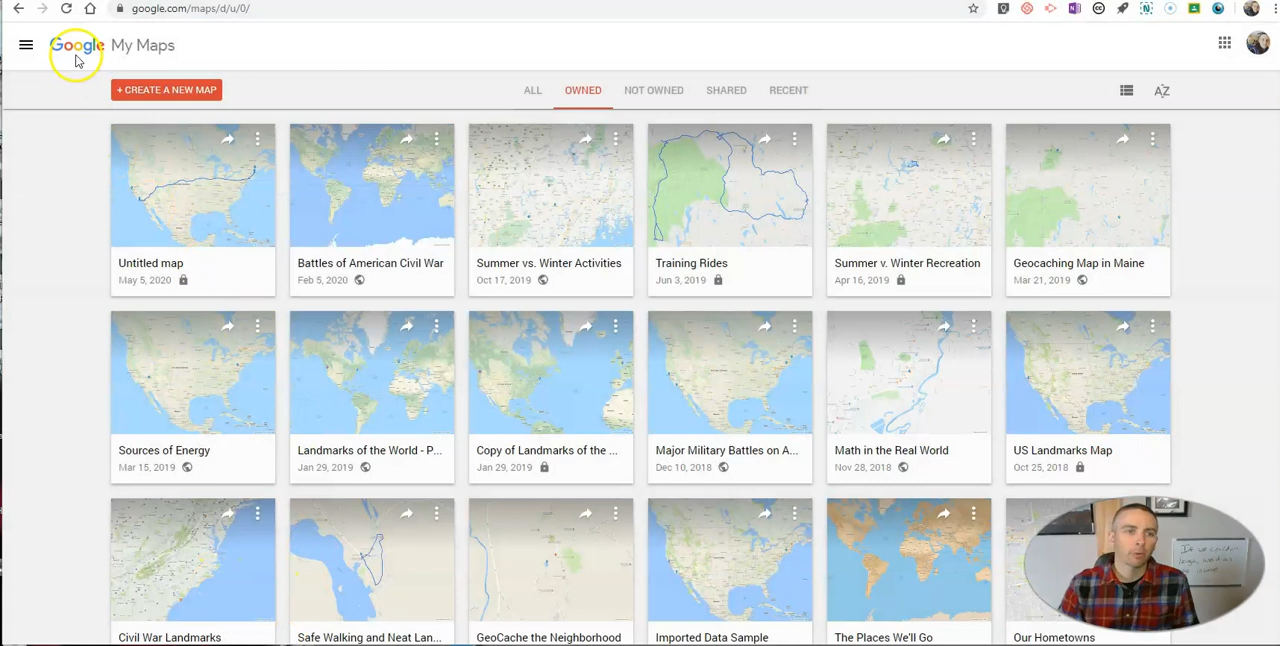 google.com/maps/d/u/0/
Google My Maps
+ CREATE A NEW MAP
ALL OWNED NOT OWNED SHARED RECENT
Untitled map
May 5, 2020
Battles of American Civil War
Feb 5, 2020
Summer vs. Winter Activities
Oct 17, 2019
Training Rides
Jun 3, 2019
Summer v. Winter Recreation
Apr 16, 2019
Geocaching Map in Maine
Mar 21, 2019
Sources of Energy
Mar 15, 2019
Landmarks of the World - P...
Jan 29, 2019
Copy of Landmarks of the ...
Jan 29, 2019
Major Military Battles on A...
Dec 10, 2018
Math in the Real World
Nov 28, 2018
US Landmarks Map
Oct 25, 2018
Civil War Landmarks
Safe Walking and Neat Lan...
GeoCache the Neighborhood
Imported Data Sample
The Places We'll Go
Our Hometowns